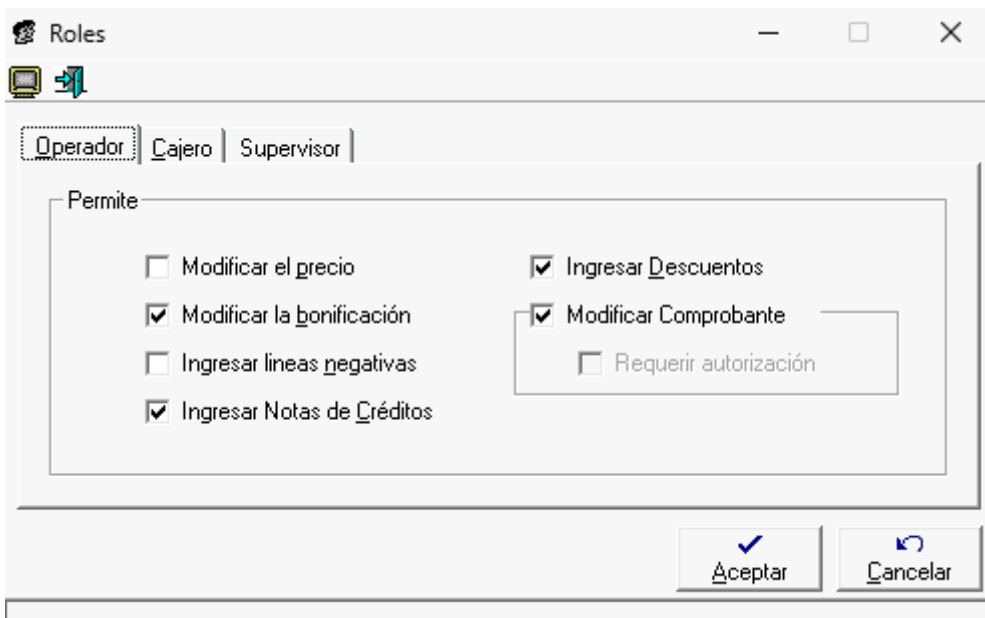 Roles
Operador Cajero Supervisor
Permite
Modificar el precio
Modificar la bonificación
Ingresar lineas negativas
Ingresar Notas de Créditos
Ingresar Descuentos
Modificar Comprobante
Requerir autorización
Aceptar Cancelar